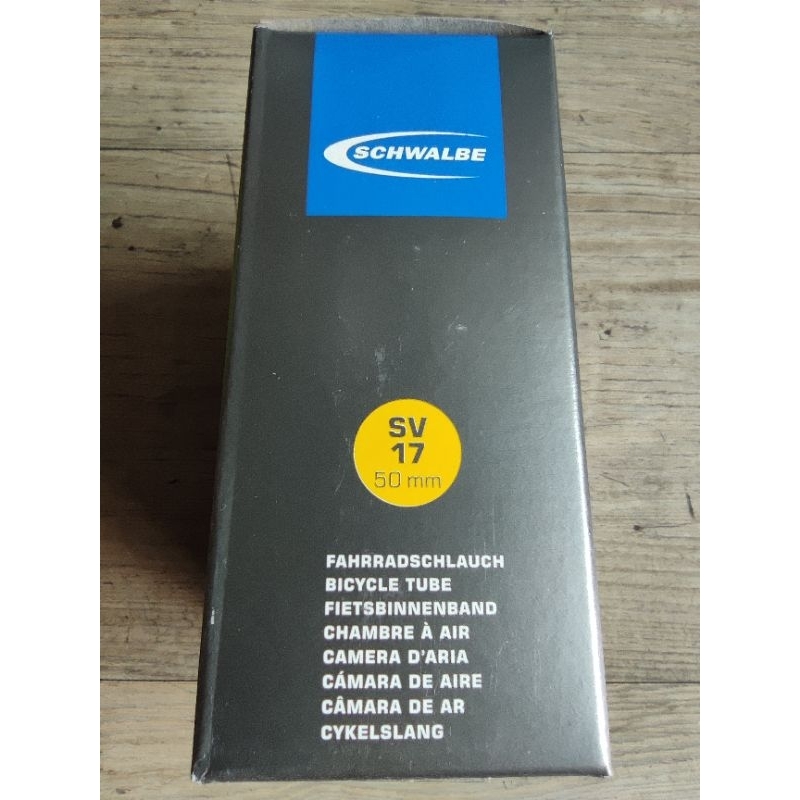 SCHWALBE
SV
17
50 mm
FAHRRADSCHLAUCH
BICYCLE TUBE
FIETSBINNENBAND
CHAMBRE À AIR
CAMERA D'ARIA
CÁMARA DE AIRE
CÂMARA DE AR
CYKELSLANG